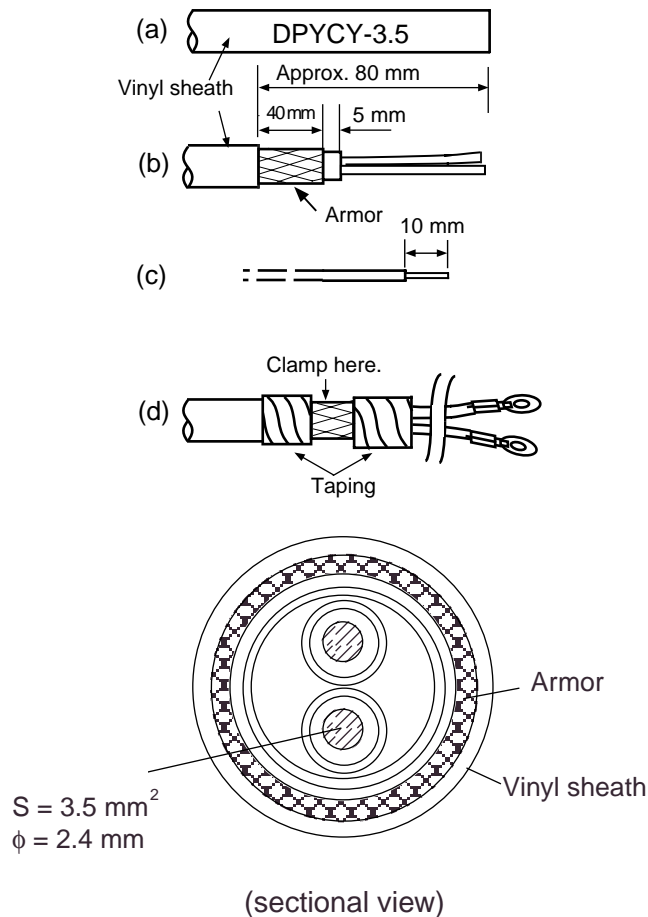 (a)
DPYCY-3.5
Approx. 80 mm
Vinyl sheath
40mm
5 mm
(b)
Armor
10 mm
(c)
Clamp here.
(d)
Taping
Armor
Vinyl sheath
S = 3.5 mm²
ϕ = 2.4 mm
(sectional view)